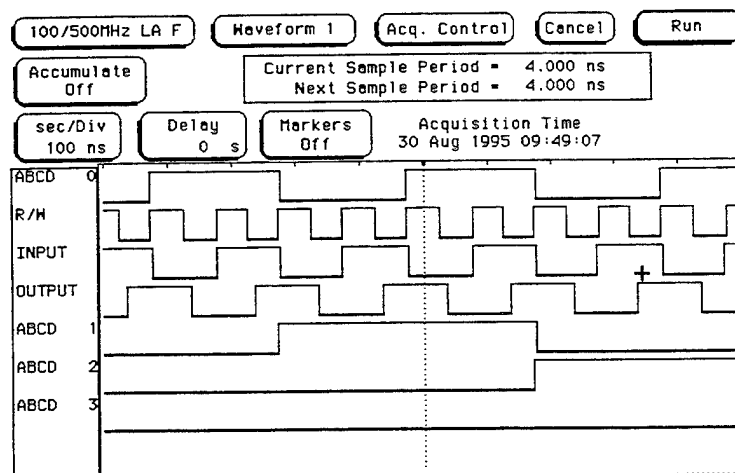 100/500MHz LA F
Waveform 1
Acq. Control
Cancel
Run
Accumulate
Off
Current Sample Period = 4.000 ns
Next Sample Period = 4.000 ns
sec/Div
100 ns
Delay
0 s
Markers
Off
Acquisition Time
30 Aug 1995 09:49:07
ABCD 0
R/W
INPUT
OUTPUT
ABCD 1
ABCD 2
ABCD 3